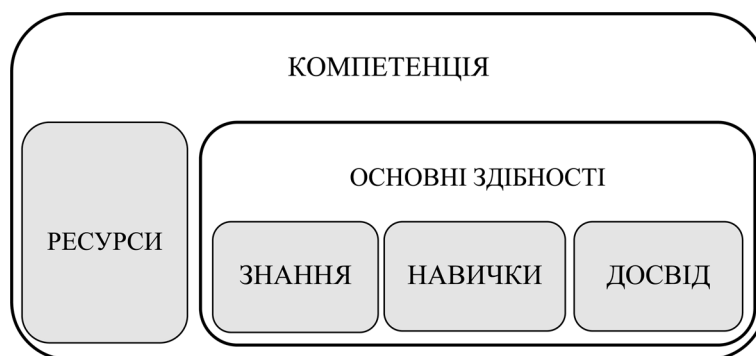 КОМПЕТЕНЦІЯ
ОСНОВНІ ЗДІБНОСТІ
РЕСУРСИ
ЗНАННЯ
НАВИЧКИ
ДОСВІД